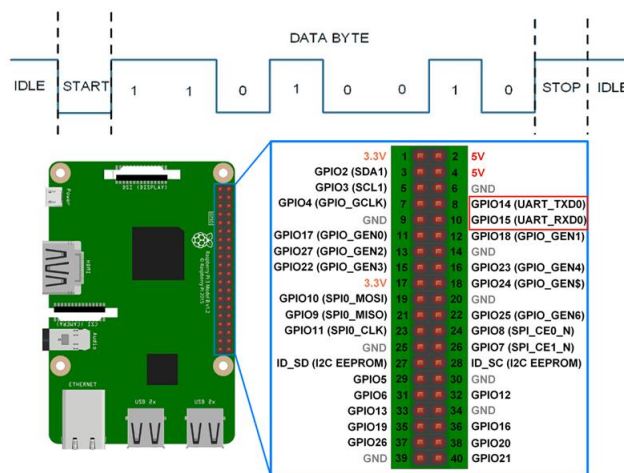 DATA BYTE
IDLE START 1 1 0 1 0 0 1 0 STOP IDLE
3.3V 1 2 5V
GPIO2 (SDA1) 3 4 5V
GPIO3 (SCL1) 5 6 GND
GPIO4 (GPIO_GCLK) 7 8 GPIO14 (UART_TXD0)
GND 9 10 GPIO15 (UART_RXD0)
GPIO17 (GPIO_GEN0) 11 12 GPIO18 (GPIO_GEN1)
GPIO27 (GPIO_GEN2) 13 14 GND
GPIO22 (GPIO_GEN3) 15 16 GPIO23 (GPIO_GEN4)
3.3V 17 18 GPIO24 (GPIO_GEN$)
GPIO10 (SPI0_MOSI) 19 20 GND
GPIO9 (SPI0_MISO) 21 22 GPIO25 (GPIO_GEN6)
GPIO11 (SPI0_CLK) 23 24 GPIO8 (SPI_CE0_N)
GND 25 26 GPIO7 (SPI_CE1_N)
ID_SD (I2C EEPROM) 27 28 ID_SC (I2C EEPROM)
GPIO5 29 30 GND
GPIO6 31 32 GPIO12
GPIO13 33 34 GND
GPIO19 35 36 GPIO16
GPIO26 37 38 GPIO20
GND 39 40 GPIO21
DSI (DISPLAY)
Power
HDMI
CSI (CAMERA)
Audio
ETHERNET
USB 2x
USB 2x